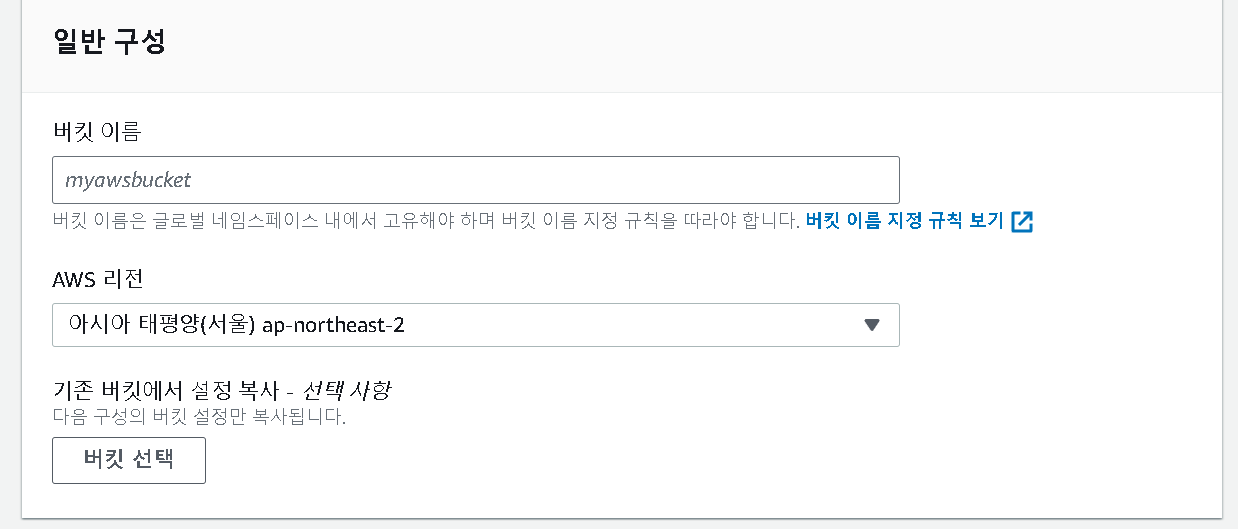 일반 구성
버킷 이름
myawsbucket
버킷 이름은 글로벌 네임스페이스 내에서 고유해야 하며 버킷 이름 지정 규칙을 따라야 합니다. 버킷 이름 지정 규칙 보기
AWS 리전
아시아 태평양(서울) ap-northeast-2
기존 버킷에서 설정 복사 - 선택 사항
다음 구성의 버킷 설정만 복사됩니다.
버킷 선택